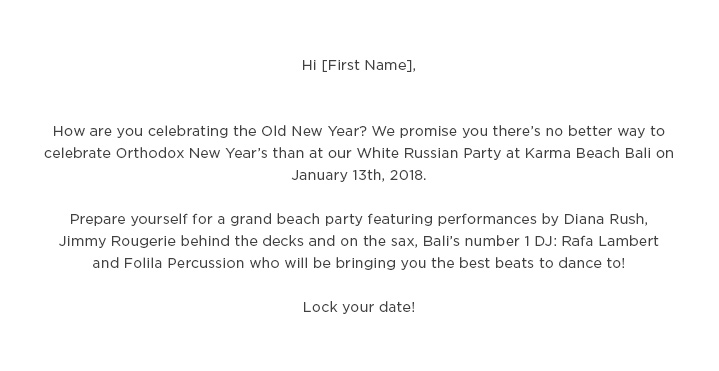 Hi [First Name],
How are you celebrating the Old New Year? We promise you there's no better way to
celebrate Orthodox New Year's than at our White Russian Party at Karma Beach Bali on
January 13th, 2018.
Prepare yourself for a grand beach party featuring performances by Diana Rush,
Jimmy Rougerie behind the decks and on the sax, Bali's number 1 DJ: Rafa Lambert
and Folila Percussion who will be bringing you the best beats to dance to!
Lock your date!